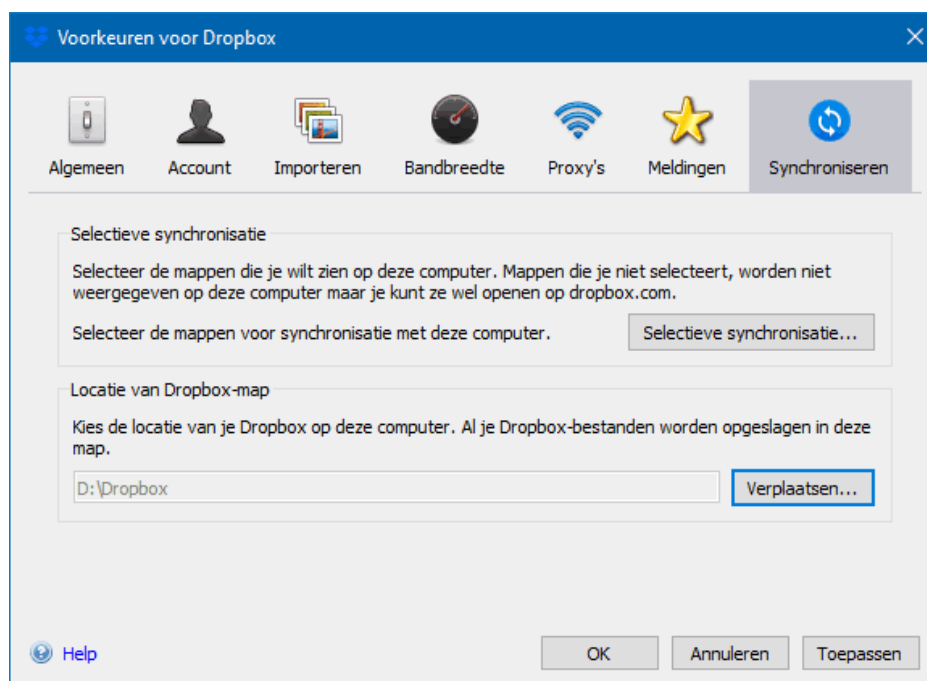 Voorkeuren voor Dropbox
Algemeen Account Importeren Bandbreedte Proxy's Meldingen Synchroniseren
Selectieve synchronisatie
Selecteer de mappen die je wilt zien op deze computer. Mappen die je niet selecteert, worden niet
weergegeven op deze computer maar je kunt ze wel openen op dropbox.com.
Selecteer de mappen voor synchronisatie met deze computer. Selectieve synchronisatie...
Locatie van Dropbox-map
Kies de locatie van je Dropbox op deze computer. Al je Dropbox-bestanden worden opgeslagen in deze
map.
D:\Dropbox Verplaatsen...
Help OK Annuleren Toepassen